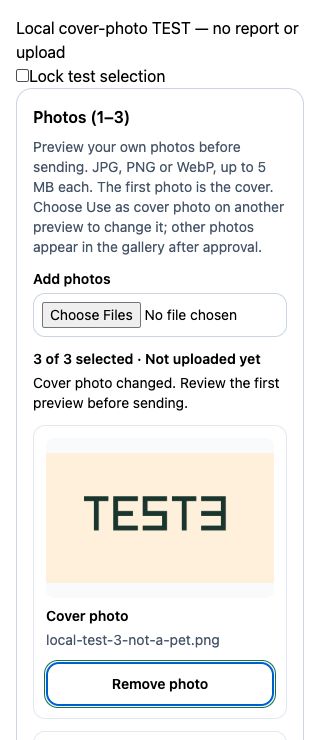 Local cover-photo TEST — no report or
upload
Lock test selection
Photos (1–3)
Preview your own photos before
sending. JPG, PNG or WebP, up to 5
MB each. The first photo is the cover.
Choose Use as cover photo on another
preview to change it; other photos
appear in the gallery after approval.
Add photos
Choose Files No file chosen
3 of 3 selected · Not uploaded yet
Cover photo changed. Review the first
preview before sending.
TEST3
Cover photo
local-test-3-not-a-pet.png
Remove photo